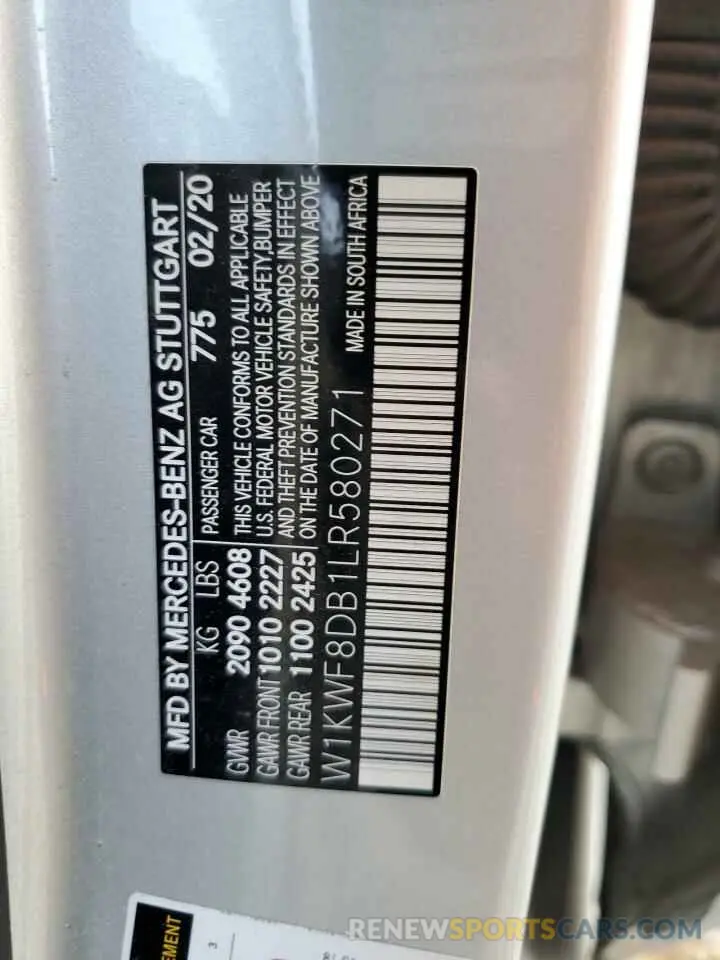 MFD BY MERCEDES-BENZ AG STUTTGART
KG LBS PASSENGER CAR 775 02/20
GVWR 2090 4608 THIS VEHICLE CONFORMS TO ALL APPLICABLE
GAWR FRONT 1010 2227 U.S. FEDERAL MOTOR VEHICLE SAFETY, BUMPER
GAWR REAR 1100 2425 AND THEFT PREVENTION STANDARDS IN EFFECT
ON THE DATE OF MANUFACTURE SHOWN ABOVE
W1KWF8DB1LR580271 MADE IN SOUTH AFRICA
EMENT
3
RENEWSPORTSCARS.COM